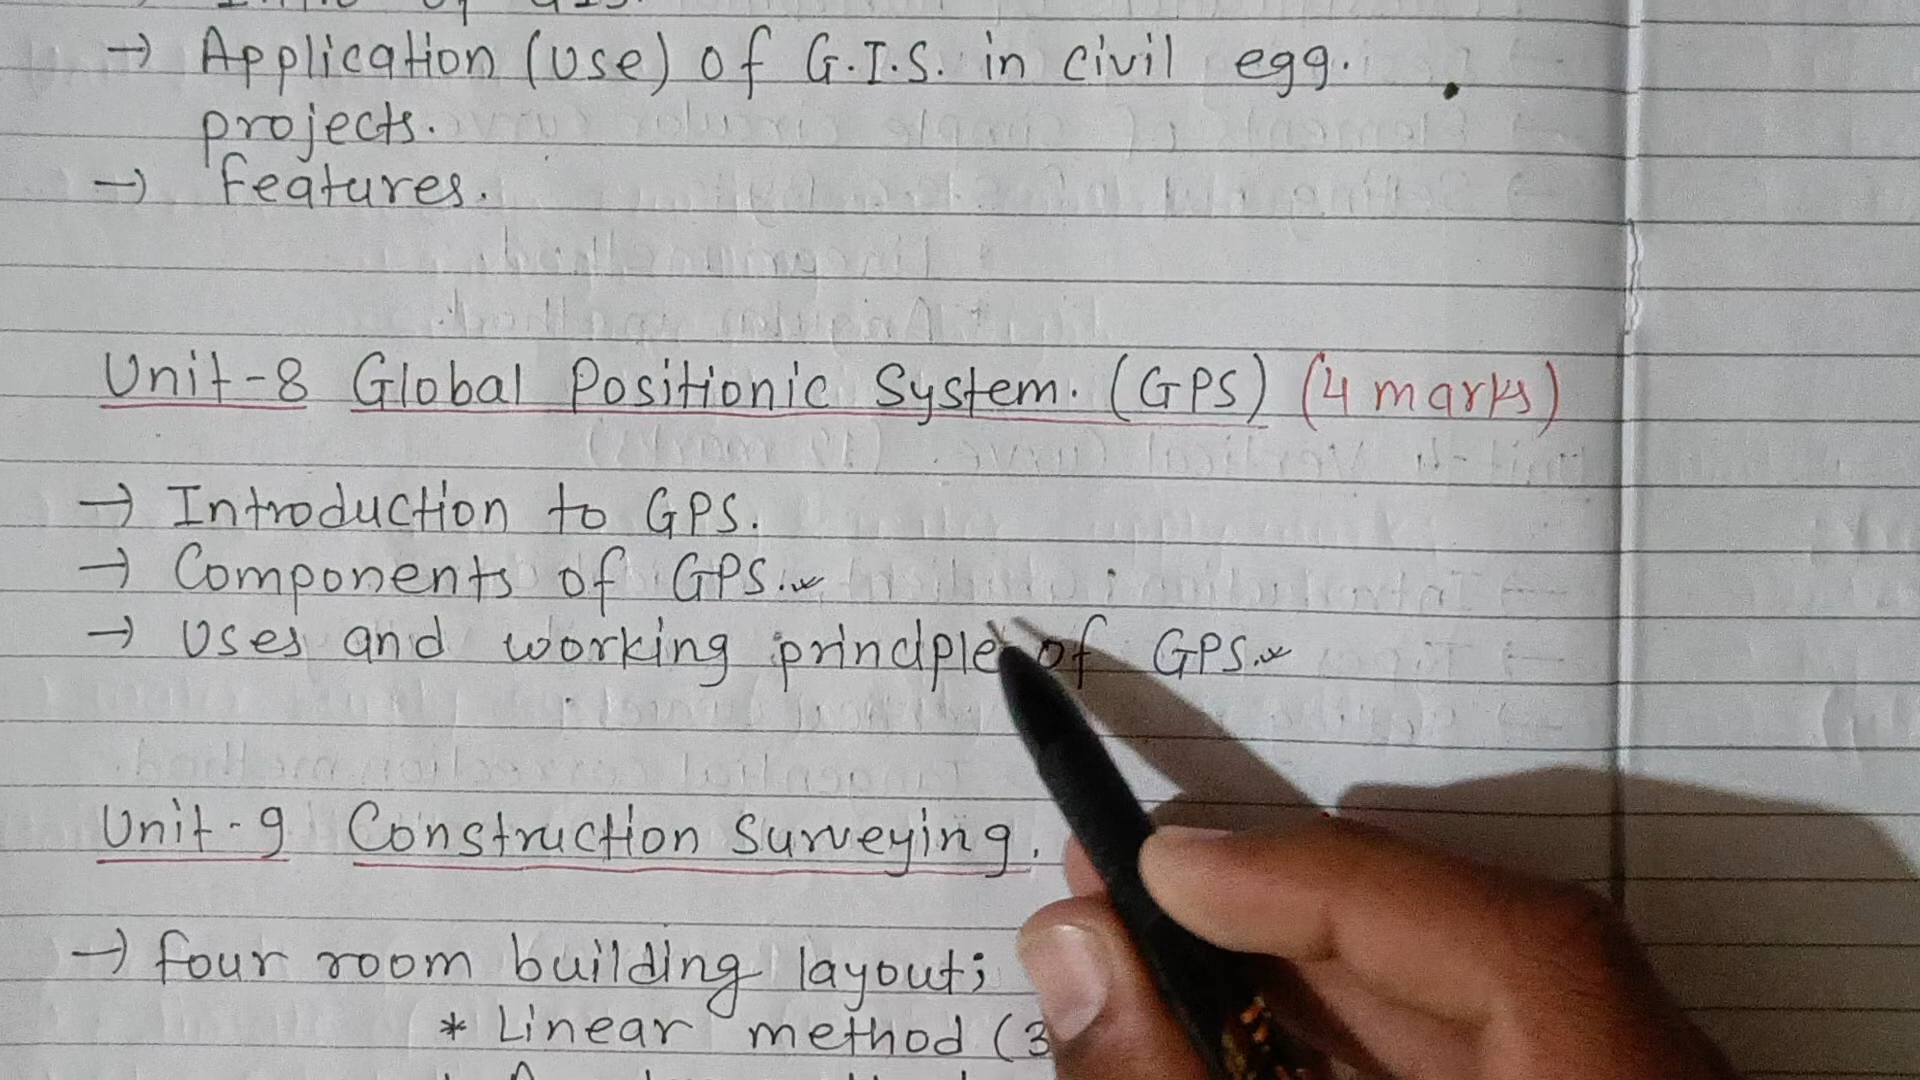 → Application (use) of G.I.S. in civil egg.
projects.
→ Features.
Unit-8 Global Positionic System. (GPS) (4 marks)
→ Introduction to GPS.
→ Components of GPS.
→ Uses and working principle of GPS.
Unit-9 Construction Surveying.
→ four room building layout;
* Linear method (3